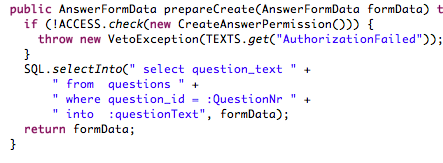 public AnswerFormData prepareCreate(AnswerFormData formData) t
if (!ACCESS.check(new CreateAnswerPermission())) {
throw new VetoException(TEXTS.get("AuthorizationFailed"));
}
SQL.selectInto(" select question_text " +
" from  questions " +
" where question_id = :QuestionNr " +
" into  :questionText", formData);
return formData;
}